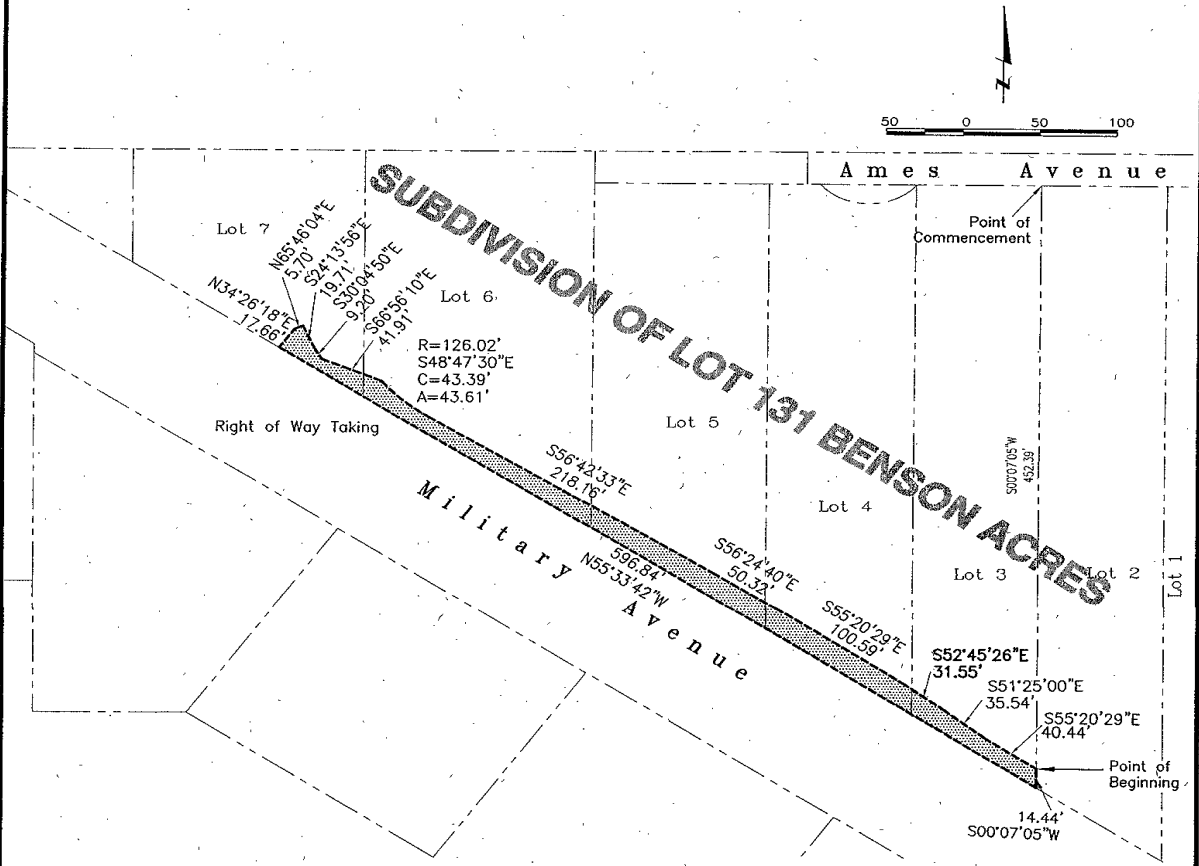 z
50 0 50 100
Ames Avenue
Point of
Commencement
SUBDIVISION OF LOT 131 BENSON ACRES
Lot 7
N65°46'04"E
5.70'
S24°13'56"E
19.71'
S30°04'50"E
9.20'
S66°56'10"E
41.91'
Lot 6
N34°26'18"E
17.66'
R=126.02'
S48°47'30"E
C=43.39'
A=43.61'
Right of Way Taking
Lot 5
S00°07'05"W
452.39'
S56°42'33"E
218.16'
Lot 4
Military Avenue
596.84'
N55°33'42"W
S56°24'40"E
50.32'
Lot 3
Lot 2
Lot 1
S55°20'29"E
100.59'
S52°45'26"E
31.55'
S51°25'00"E
35.54'
S55°20'29"E
40.44'
Point of
Beginning
14.44'
S00°07'05"W